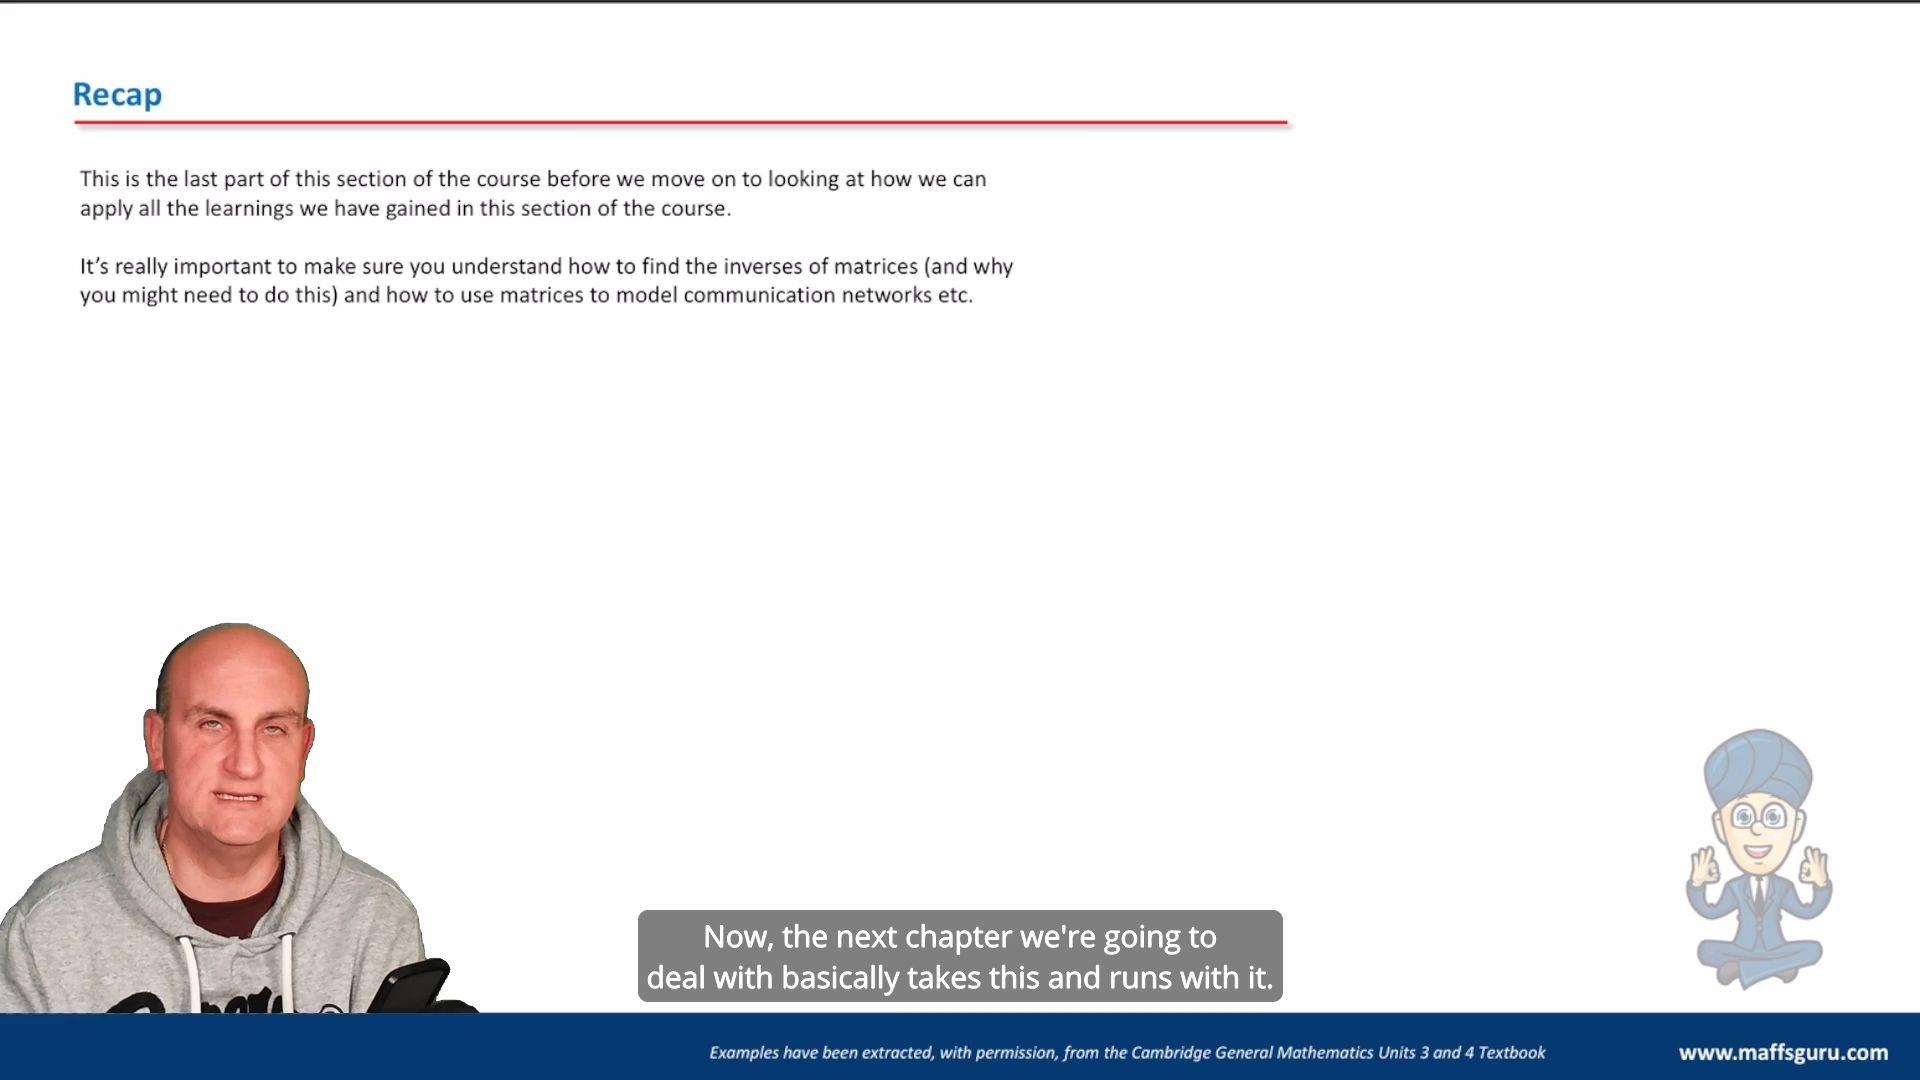 Recap
This is the last part of this section of the course before we move on to looking at how we can
apply all the learnings we have gained in this section of the course.
It’s really important to make sure you understand how to find the inverses of matrices (and why
you might need to do this) and how to use matrices to model communication networks etc.
Now, the next chapter we're going to
deal with basically takes this and runs with it.
Examples have been extracted, with permission, from the Cambridge General Mathematics Units 3 and 4 Textbook
www.maffsguru.com